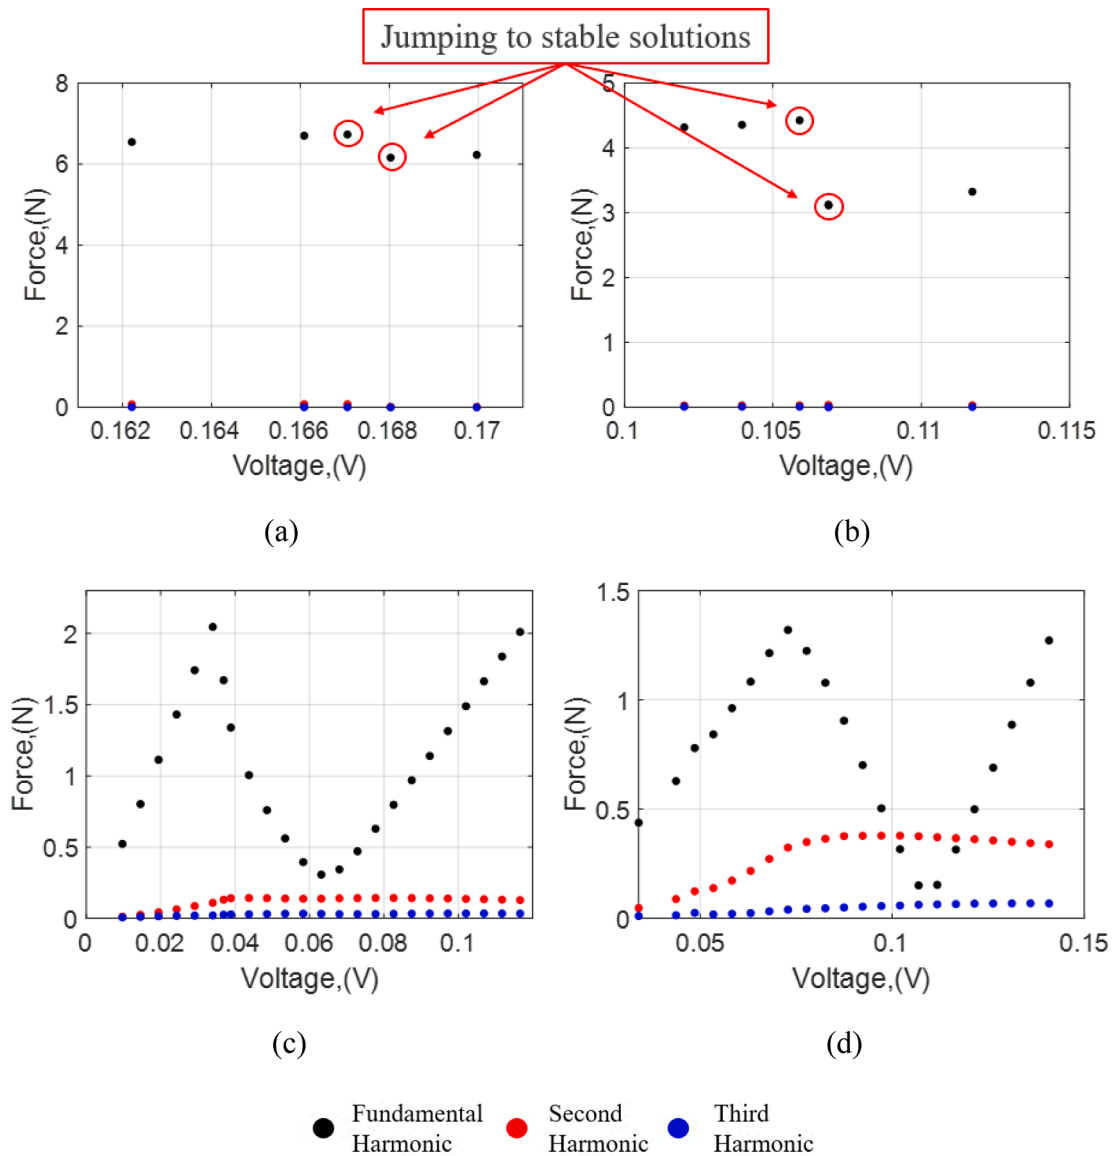 Jumping to stable solutions
8
6
4
2
0
Force,(N)
0.162 0.164 0.166 0.168 0.17
Voltage,(V)
(a)
5
4
3
2
1
0
Force,(N)
0.1 0.105 0.11 0.115
Voltage,(V)
(b)
2
1.5
1
0.5
0
Force,(N)
0 0.02 0.04 0.06 0.08 0.1
Voltage,(V)
(c)
1.5
1
0.5
0
Force,(N)
0.05 0.1 0.15
Voltage,(V)
(d)
Fundamental
Harmonic
Second
Harmonic
Third
Harmonic